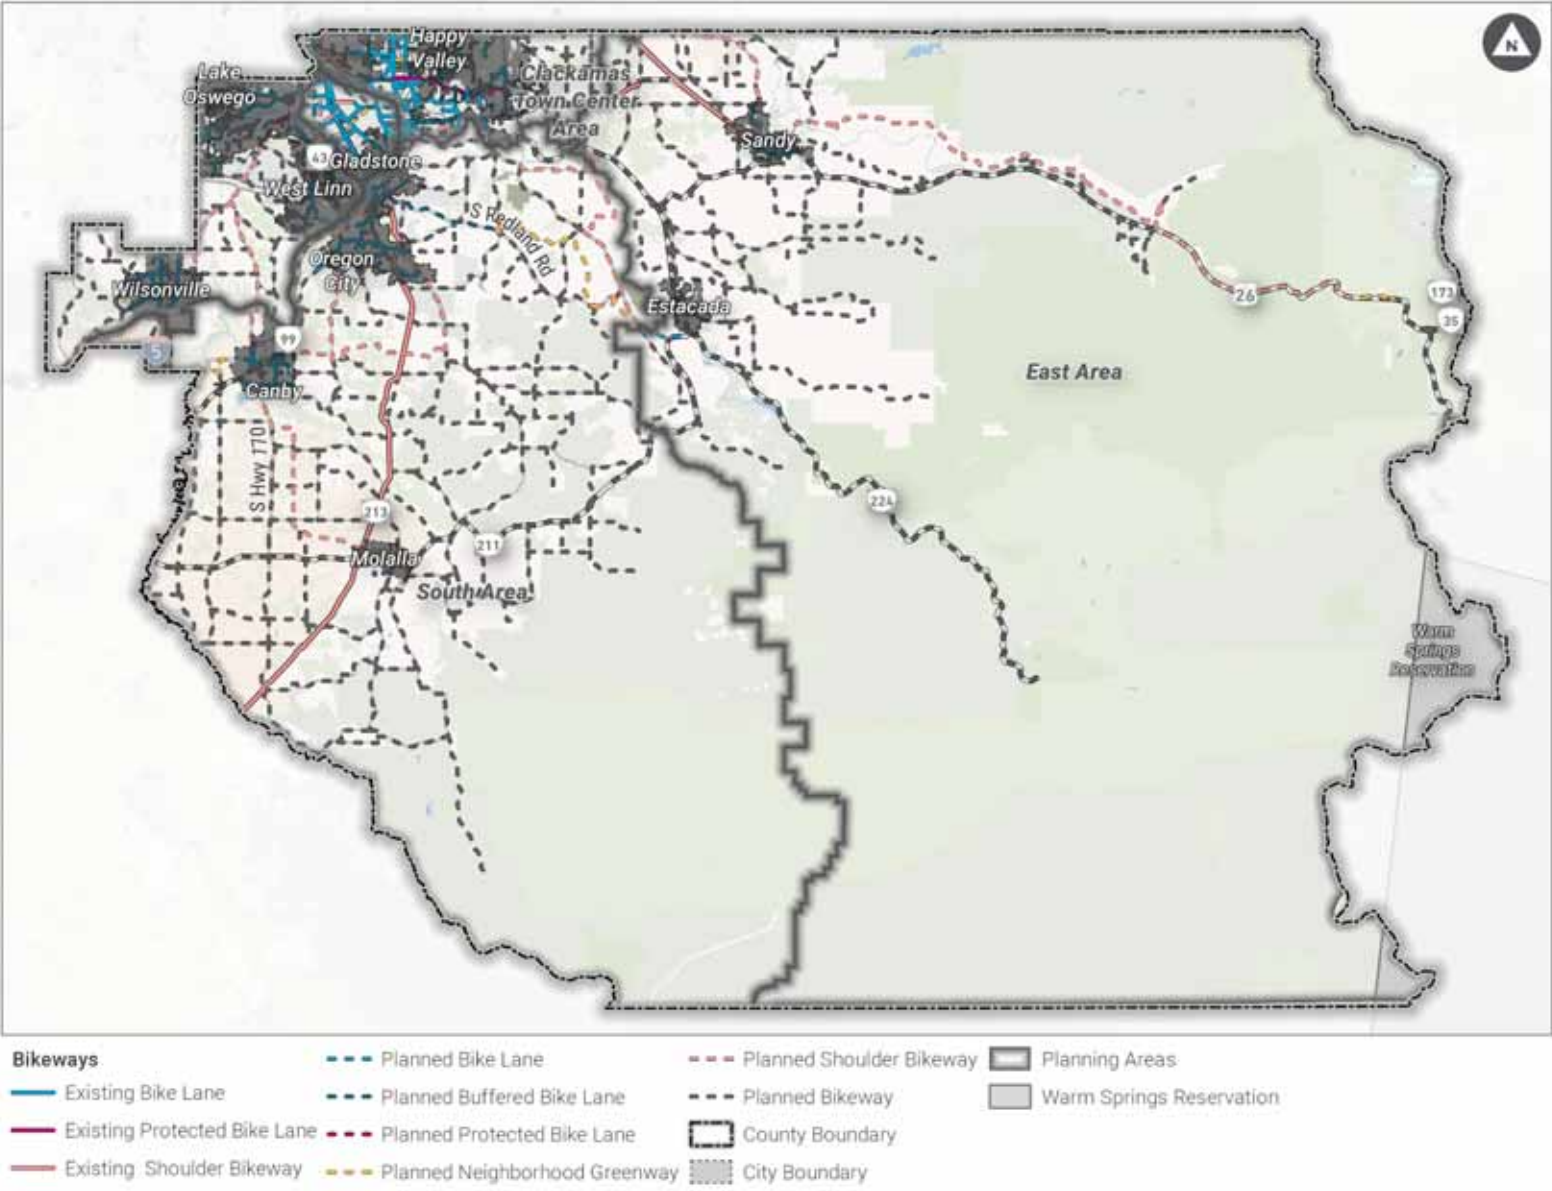 N
Happy
Valley
Lake
Oswego
Clackamas
Town Center
Area
Sandy
43
Gladstone
West Linn
S Redland Rd
Oregon
City
Wilsonville
Estacada
26
173
35
99
5
Canby
East Area
S Hwy 170
224
213
211
Molalla
South Area
Warm
Springs
Reservation
Bikeways
Existing Bike Lane
Existing Protected Bike Lane
Existing Shoulder Bikeway
Planned Bike Lane
Planned Buffered Bike Lane
Planned Protected Bike Lane
Planned Neighborhood Greenway
Planned Shoulder Bikeway
Planned Bikeway
County Boundary
City Boundary
Planning Areas
Warm Springs Reservation